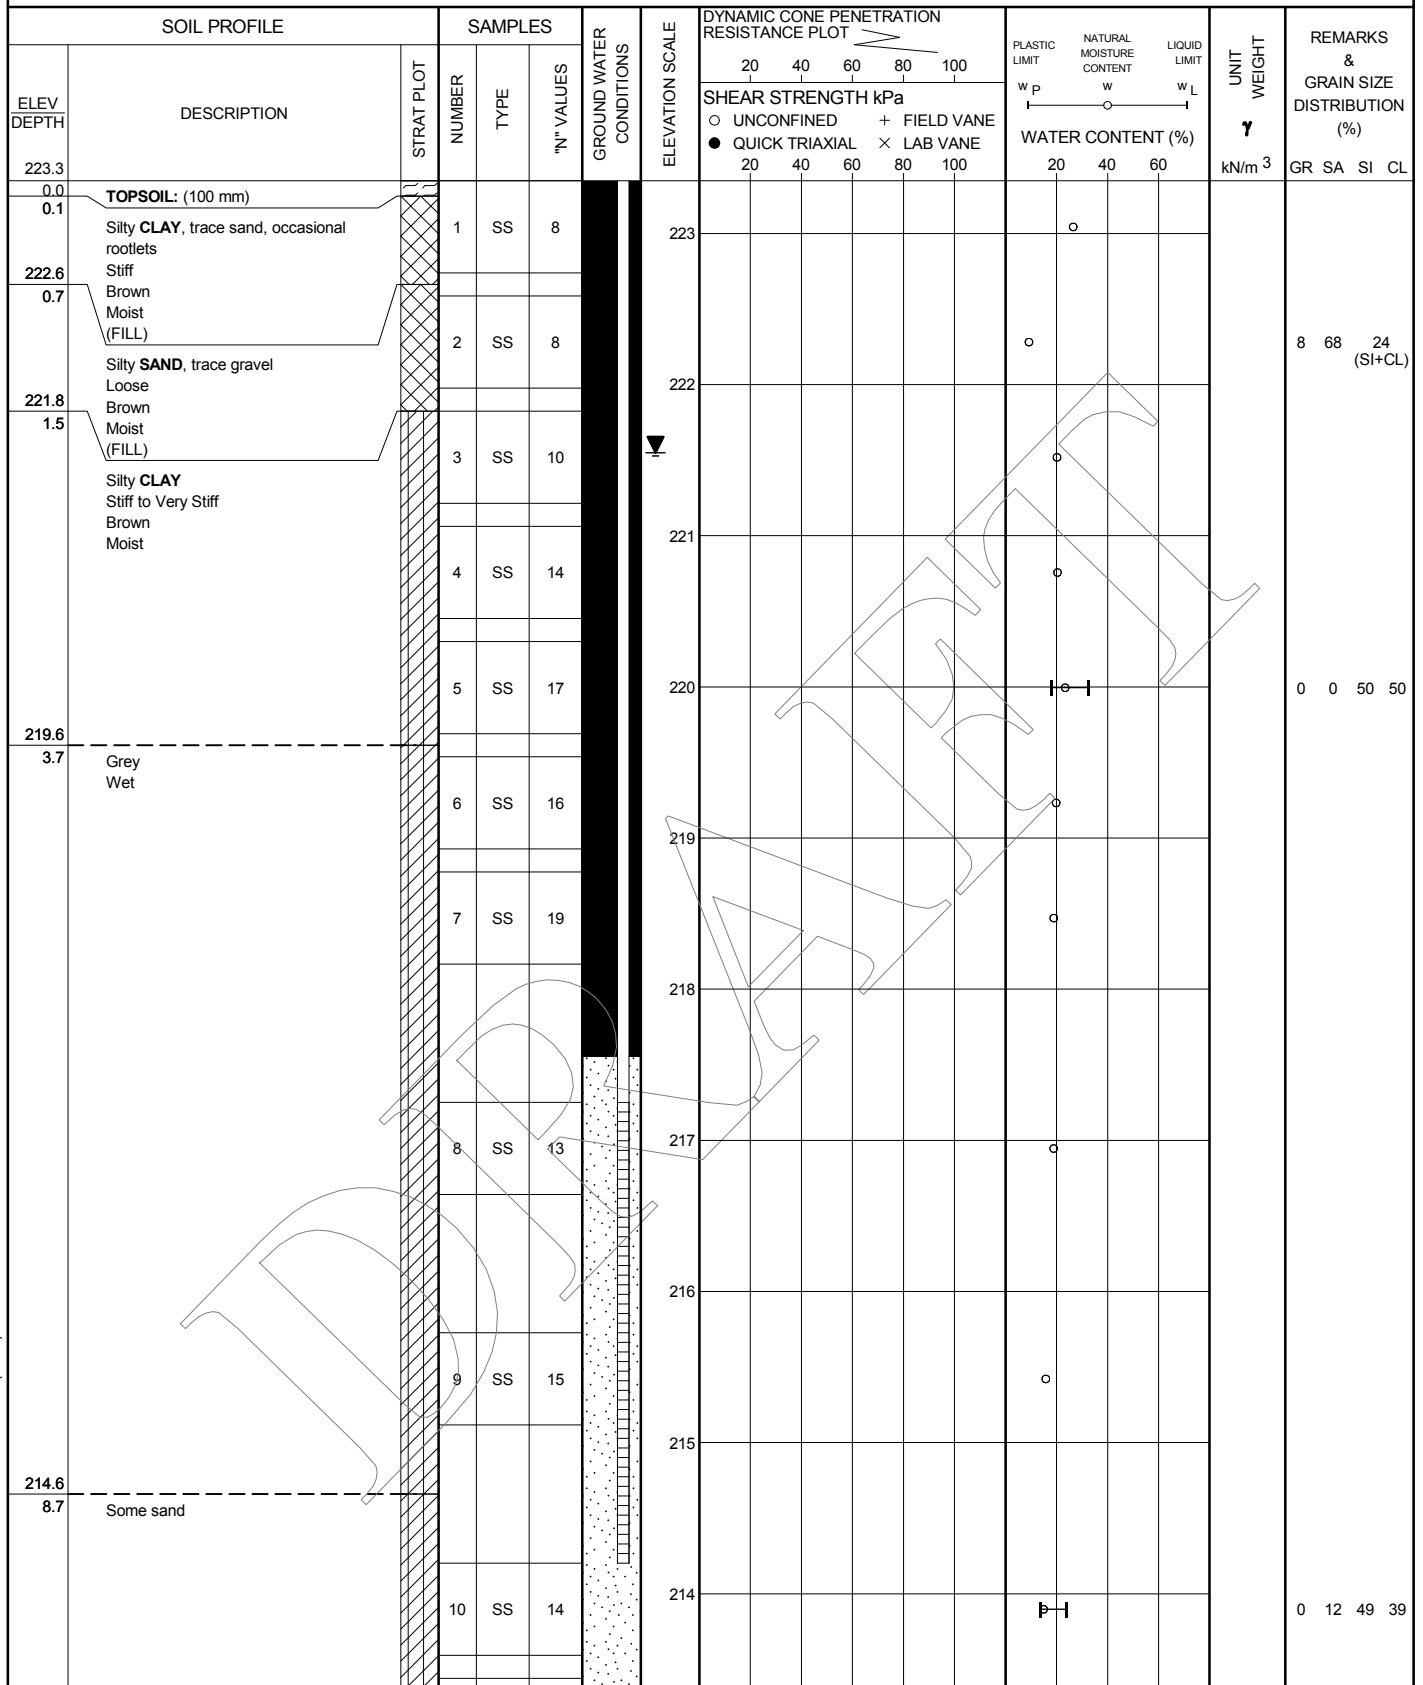 SOIL PROFILE
SAMPLES
GROUND WATER
CONDITIONS
ELEVATION SCALE
DYNAMIC CONE PENETRATION
RESISTANCE PLOT
20 40 60 80 100
SHEAR STRENGTH kPa
○ UNCONFINED + FIELD VANE
● QUICK TRIAXIAL × LAB VANE
PLASTIC
LIMIT
NATURAL
MOISTURE
CONTENT
LIQUID
LIMIT
W P W W L
WATER CONTENT (%)
20 40 60
UNIT
WEIGHT
γ
kN/m 3
REMARKS
&
GRAIN SIZE
DISTRIBUTION
(%)
GR SA SI CL
ELEV
DEPTH
DESCRIPTION
STRAT PLOT
NUMBER
TYPE
"N" VALUES
223.3
0.0
TOPSOIL: (100 mm)
0.1
Silty CLAY, trace sand, occasional
rootlets
Stiff
Brown
Moist
(FILL)
1 SS 8
223
222.6
0.7
Silty SAND, trace gravel
Loose
Brown
Moist
(FILL)
2 SS 8
8 68 24
(SI+CL)
222
221.8
1.5
Silty CLAY
Stiff to Very Stiff
Brown
Moist
3 SS 10
221
4 SS 14
5 SS 17
220
0 0 50 50
219.6
3.7
Grey
Wet
6 SS 16
219
7 SS 19
218
217
8 SS 13
216
9 SS 15
215
214.6
8.7
Some sand
214
10 SS 14
0 12 49 39
DRAFT